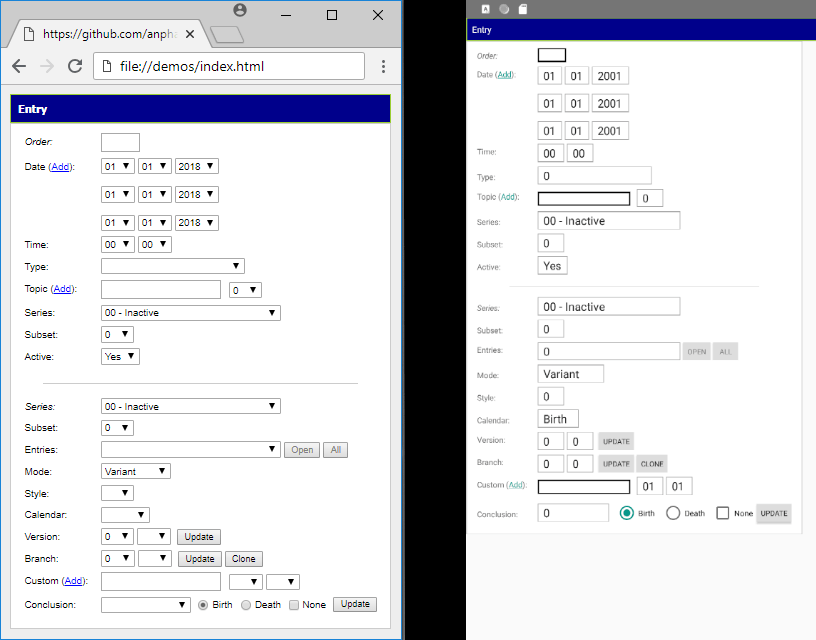 https://github.com/anpha
file://demos/index.html
Entry
Order:
Date (Add): 01 01 2018
01 01 2018
01 01 2018
Time: 00 00
Type:
Topic (Add): 0
Series: 00 - Inactive
Subset: 0
Active: Yes
Series: 00 - Inactive
Subset: 0
Entries: Open All
Mode: Variant
Style:
Calendar:
Version: 0 Update
Branch: 0 Update Clone
Custom (Add):
Conclusion: Birth Death None Update
A
Entry
Order:
Date (Add): 01 01 2001
01 01 2001
01 01 2001
Time: 00 00
Type: 0
Topic (Add): 0
Series: 00 - Inactive
Subset: 0
Active: Yes
Series: 00 - Inactive
Subset: 0
Entries: 0 OPEN ALL
Mode: Variant
Style: 0
Calendar: Birth
Version: 0 0 UPDATE
Branch: 0 0 UPDATE CLONE
Custom (Add): 01 01
Conclusion: 0 Birth Death None UPDATE